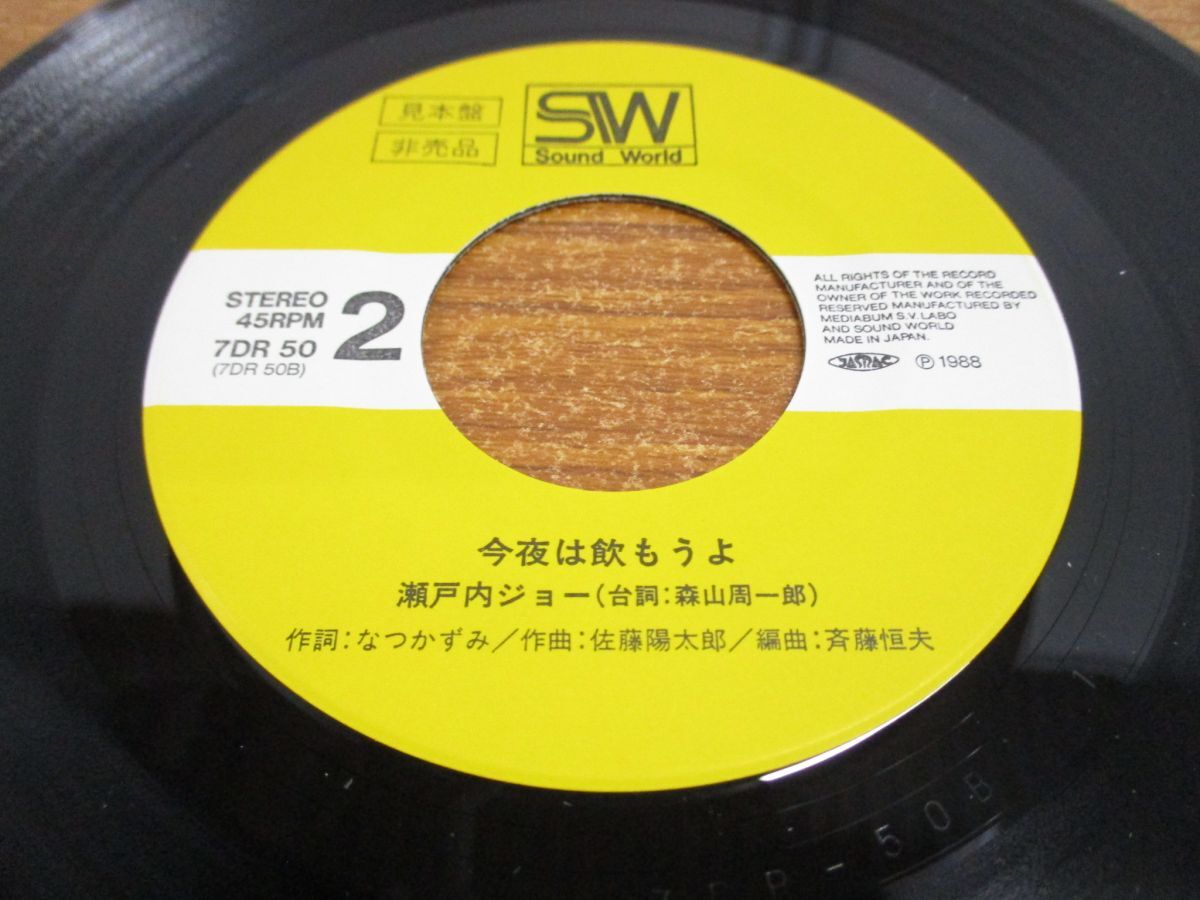 見本盤
非売品
SW
Sound World
STEREO
45RPM
2
7DR 50
(7DR 50B)
ALL RIGHTS OF THE RECORD
MANUFACTURER AND OF THE
OWNER OF THE WORK RECORDED
RESERVED MANUFACTURED BY
MEDIABUM S.V. LABO
AND SOUND WORLD
MADE IN JAPAN.
JASRAC ℗ 1988
今夜は飲もうよ
瀬戸内ジョー(台詞:森山周一郎)
作詞:なつかずみ/作曲:佐藤陽太郎/編曲:斉藤恒夫
7DR-50B